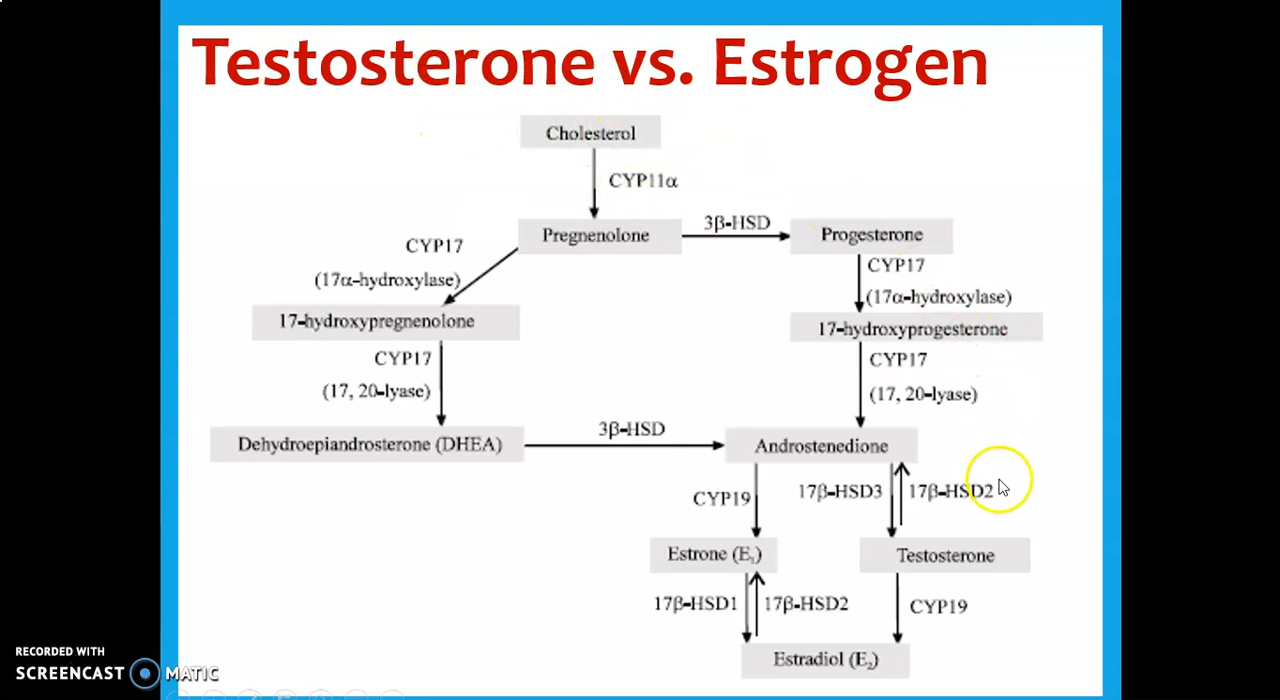 Testosterone vs. Estrogen
Cholesterol
CYP11α
Pregnenolone
3β-HSD
Progesterone
CYP17
(17α-hydroxylase)
CYP17
(17α-hydroxylase)
17-hydroxypregnenolone
17-hydroxyprogesterone
CYP17
(17, 20-lyase)
CYP17
(17, 20-lyase)
Dehydroepiandrosterone (DHEA)
3β-HSD
Androstenedione
CYP19
17β-HSD3
17β-HSD2
Estrone (E₁)
Testosterone
17β-HSD1
17β-HSD2
CYP19
Estradiol (E₂)
RECORDED WITH
SCREENCAST MATIC